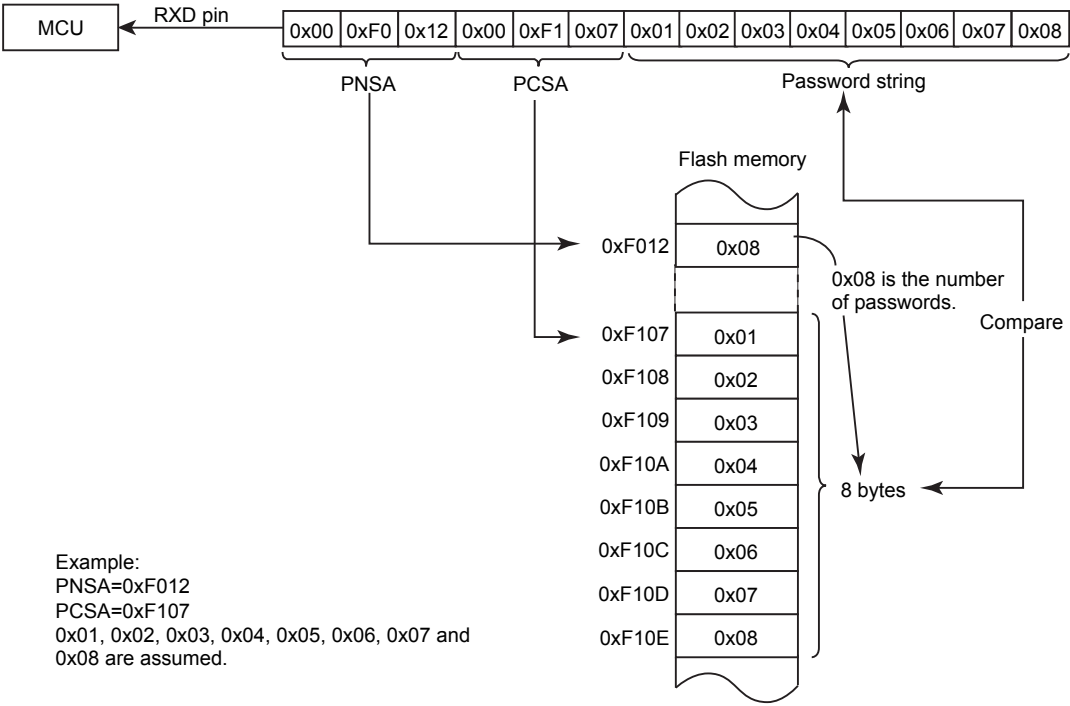 MCU
RXD pin
0x00 0xF0 0x12 0x00 0xF1 0x07 0x01 0x02 0x03 0x04 0x05 0x06 0x07 0x08
PNSA PCSA Password string
Flash memory
0xF012 0x08
0x08 is the number
of passwords.
Compare
0xF107 0x01
0xF108 0x02
0xF109 0x03
0xF10A 0x04
0xF10B 0x05
0xF10C 0x06
0xF10D 0x07
0xF10E 0x08
8 bytes
Example:
PNSA=0xF012
PCSA=0xF107
0x01, 0x02, 0x03, 0x04, 0x05, 0x06, 0x07 and
0x08 are assumed.